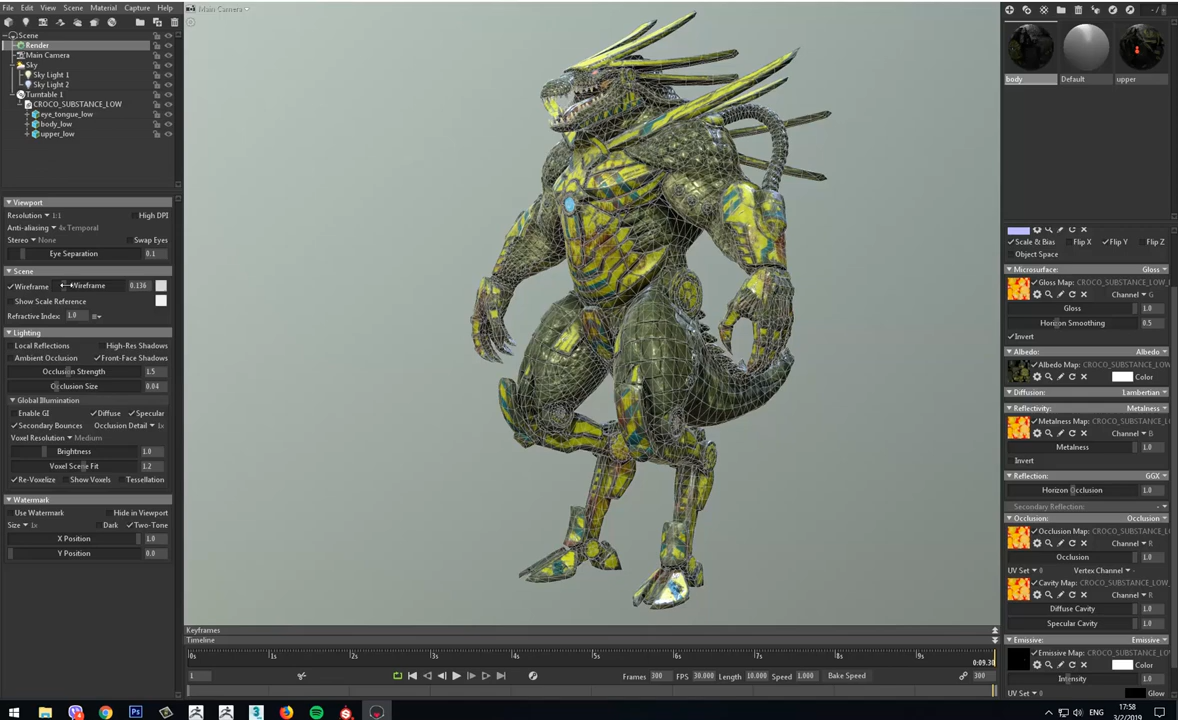 File Edit View Scene Material Capture Help
Scene
Render
Main Camera
Sky
Sky Light 1
Sky Light 2
Turntable 1
CROCO_SUBSTANCE_LOW
eye_tongue_low
body_low
upper_low
Viewport
Resolution 1:1 High DPI
Anti-aliasing 4x Temporal
Stereo None Swap Eyes
Eye Separation 0.1
Scene
Wireframe Wireframe 0.136
Show Scale Reference
Refractive Index: 1.0
Lighting
Local Reflections High-Res Shadows
Ambient Occlusion Front-Face Shadows
Occlusion Strength 1.5
Occlusion Size 0.04
Global Illumination
Enable GI Diffuse Specular
Secondary Bounces Occlusion Detail 1x
Voxel Resolution Medium
Brightness 1.0
Voxel Scene Fit 1.2
Re-Voxelize Show Voxels Tessellation
Watermark
Use Watermark Hide in Viewport
Size 1x Dark Two-Tone
X Position 1.0
Y Position 0.0
Main Camera
Keyframes
Timeline
0s 1s 2s 3s 4s 5s 6s 7s 8s 9s
0:09.30
1 Frames 300 FPS 30.000 Length 10.000 Speed 1.000 Bake Speed 300
body Default upper
Scale & Bias Flip X Flip Y Flip Z
Object Space
Microsurface: Gloss
Gloss Map: CROCO_SUBSTANCE_LOW_
Channel G
Gloss 1.0
Horizon Smoothing 0.5
Invert
Albedo: Albedo
Albedo Map: CROCO_SUBSTANCE_LOW
Color
Diffusion: Lambertian
Reflectivity: Metalness
Metalness Map: CROCO_SUBSTANCE_
Channel B
Metalness 1.0
Invert
Reflection: GGX
Horizon Occlusion 1.0
Secondary Reflection:
Occlusion: Occlusion
Occlusion Map: CROCO_SUBSTANCE_
Channel R
Occlusion 1.0
UV Set 0 Vertex Channel
Cavity Map: CROCO_SUBSTANCE_LOW
Channel R
Diffuse Cavity 1.0
Specular Cavity 1.0
Emissive: Emissive
Emissive Map: CROCO_SUBSTANCE_LO
Color
Intensity 1.0
UV Set 0 Glow
ENG
17:58
3/2/2019